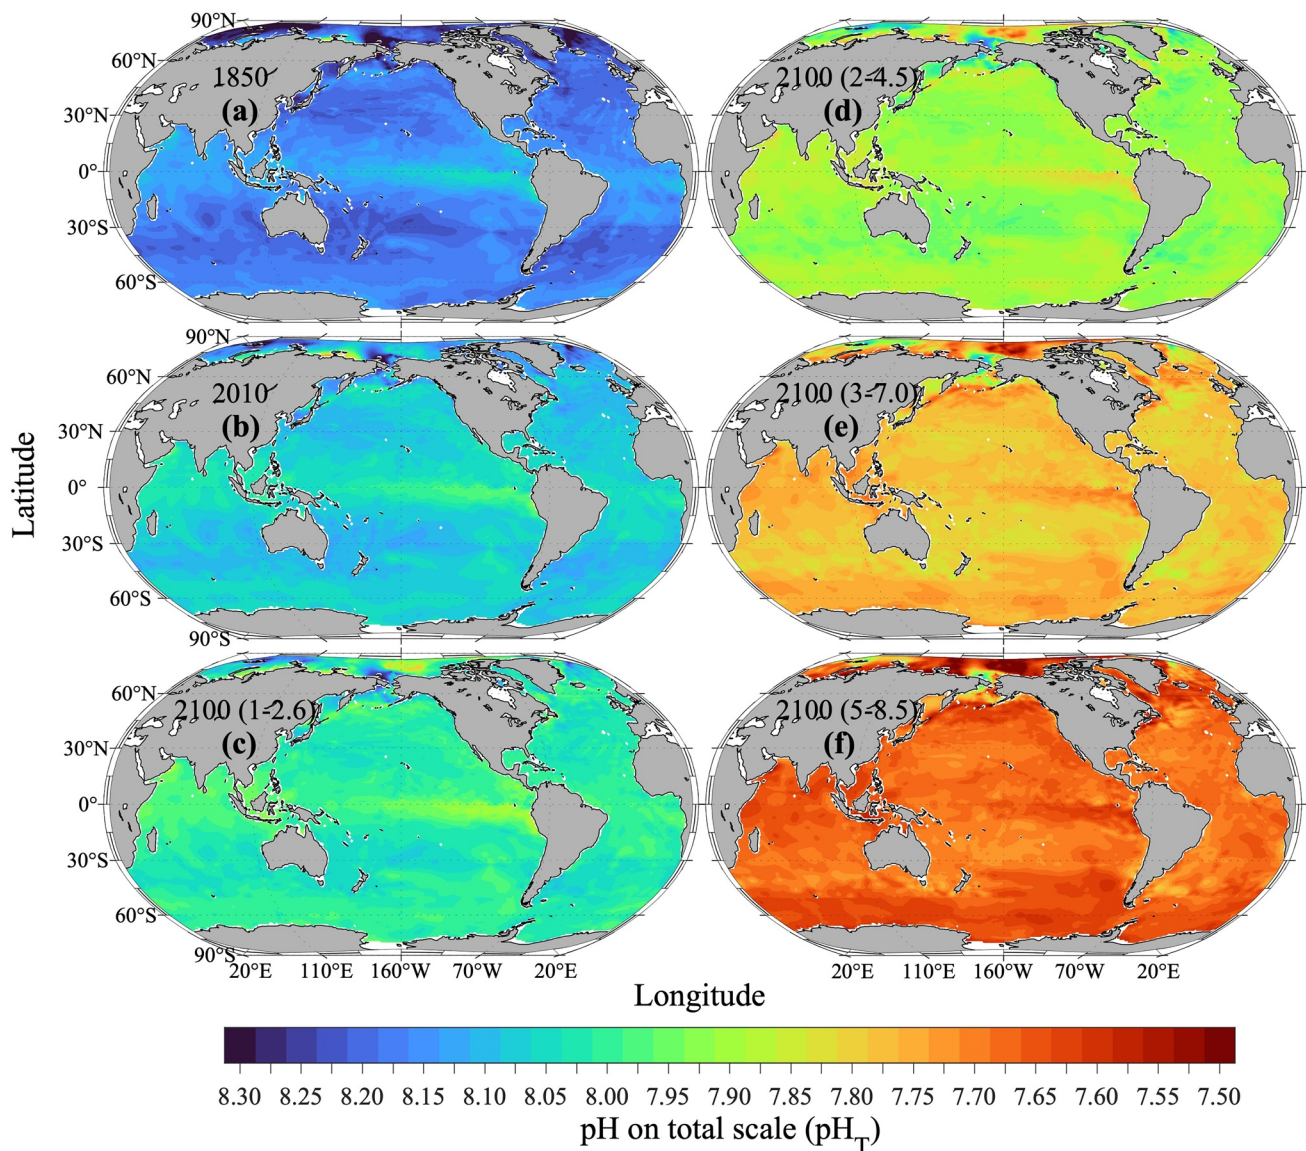 90°N
60°N
30°N
0°
30°S
60°S
1850
(a)
2100 (2-4.5)
(d)
90°N
60°N
30°N
0°
30°S
60°S
90°S
2010
(b)
2100 (3-7.0)
(e)
Latitude
60°N
30°N
0°
30°S
60°S
90°S
2100 (1-2.6)
(c)
2100 (5-8.5)
(f)
20°E 110°E 160°W 70°W 20°E
20°E 110°E 160°W 70°W 20°E
Longitude
8.30 8.25 8.20 8.15 8.10 8.05 8.00 7.95 7.90 7.85 7.80 7.75 7.70 7.65 7.60 7.55 7.50
pH on total scale (pH_T)